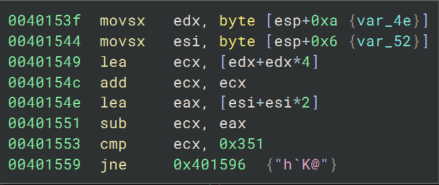 0040153f movsx edx, byte [esp+0xa {var_4e}]
00401544 movsx esi, byte [esp+0x6 {var_52}]
00401549 lea ecx, [edx+edx*4]
0040154c add ecx, ecx
0040154e lea eax, [esi+esi*2]
00401551 sub ecx, eax
00401553 cmp ecx, 0x351
00401559 jne 0x401596 {"h`K@"}